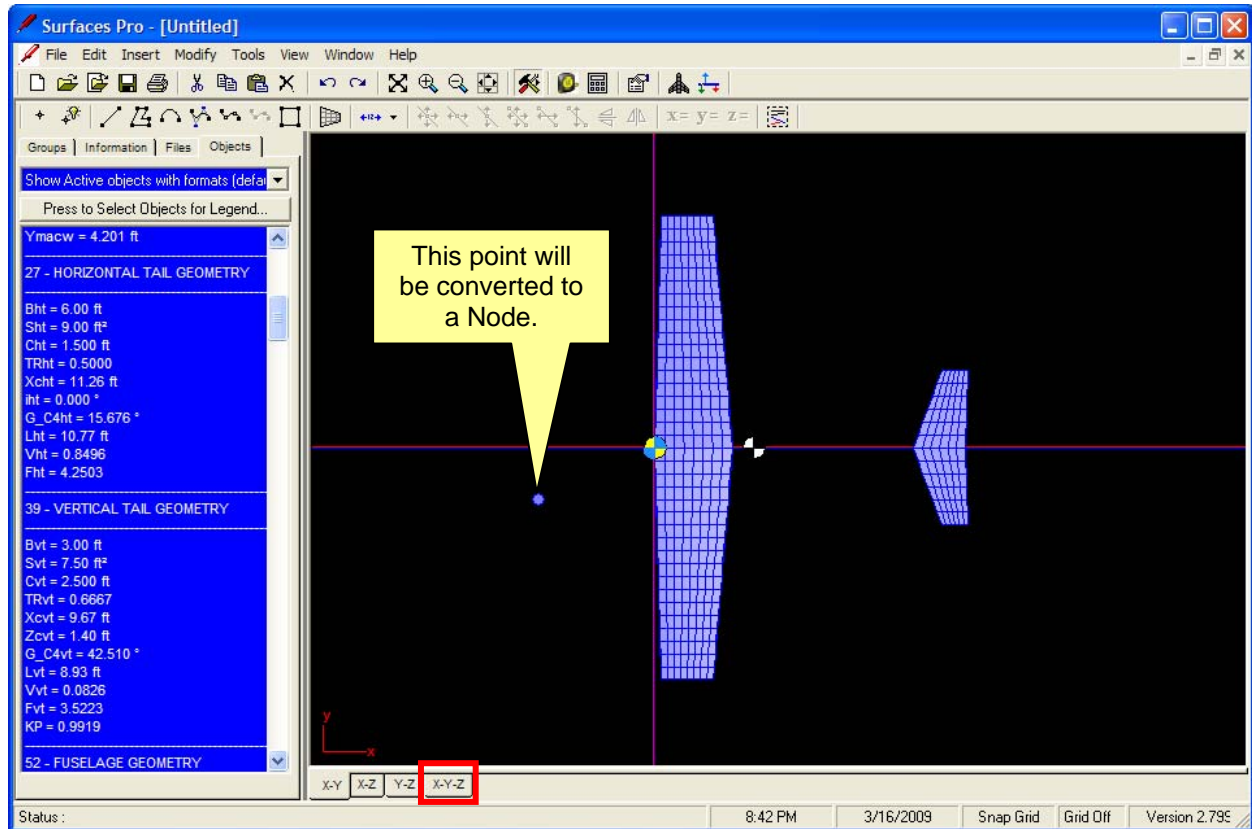 Surfaces Pro - [Untitled]
File Edit Insert Modify Tools View Window Help
x= y= z=
Groups Information Files Objects
Show Active objects with formats (defau
Press to Select Objects for Legend...
Ymacw = 4.201 ft
27 - HORIZONTAL TAIL GEOMETRY
Bht = 6.00 ft
Sht = 9.00 ft²
Cht = 1.500 ft
TRht = 0.5000
Xcht = 11.26 ft
iht = 0.000 °
G_C4ht = 15.676 °
Lht = 10.77 ft
Vht = 0.8496
Fht = 4.2503
39 - VERTICAL TAIL GEOMETRY
Bvt = 3.00 ft
Svt = 7.50 ft²
Cvt = 2.500 ft
TRvt = 0.6667
Xcvt = 9.67 ft
Zcvt = 1.40 ft
G_C4vt = 42.510 °
Lvt = 8.93 ft
Vvt = 0.0826
Fvt = 3.5223
KP = 0.9919
52 - FUSELAGE GEOMETRY
This point will
be converted to
a Node.
y
x
X-Y X-Z Y-Z X-Y-Z
Status : 8:42 PM 3/16/2009 Snap Grid Grid Off Version 2.799